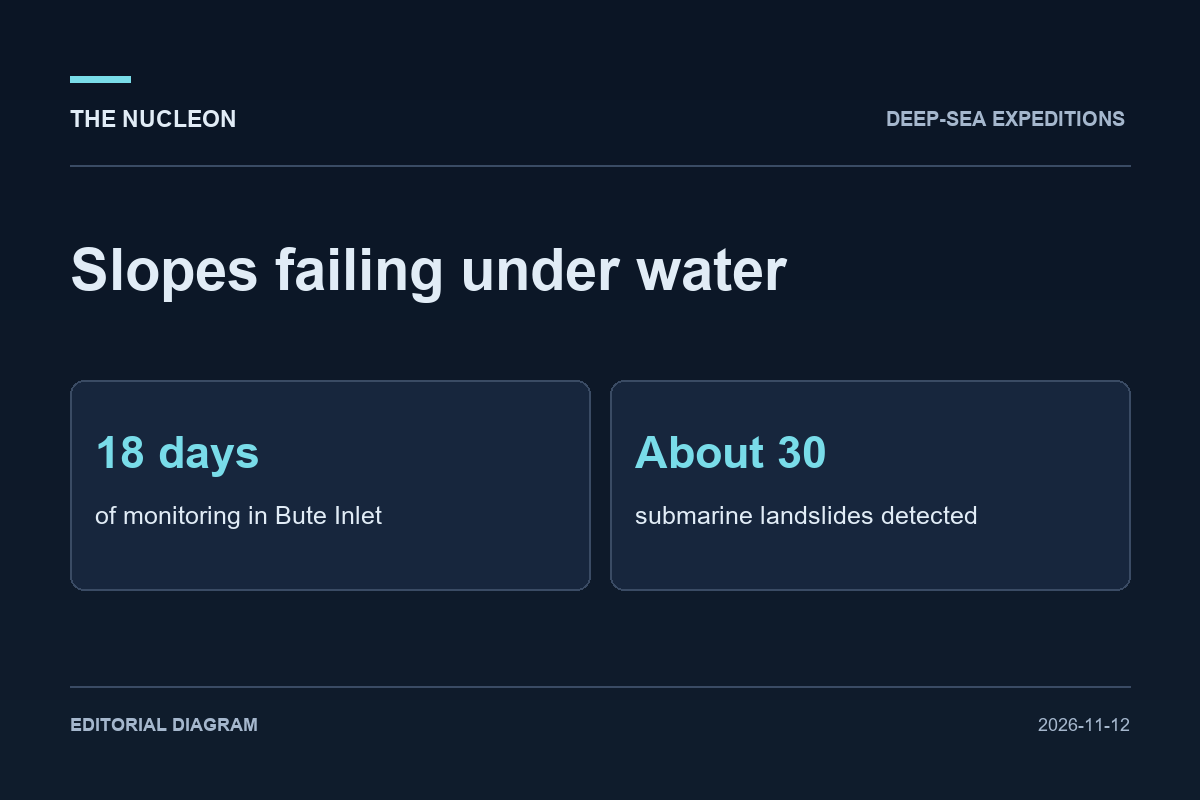 THE NUCLEON
DEEP-SEA EXPEDITIONS
Slopes failing under water
18 days
of monitoring in Bute Inlet
About 30
submarine landslides detected
EDITORIAL DIAGRAM
2026-11-12